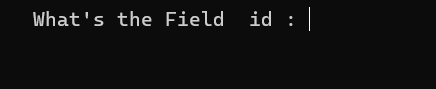 What's the Field  id :